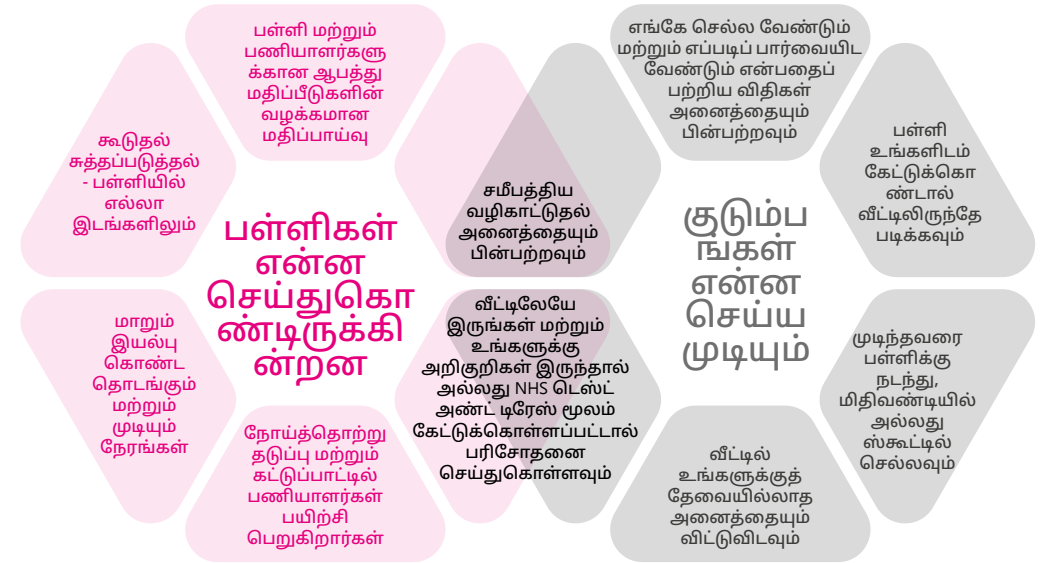 பள்ளிகள்
என்ன
செய்துகொ
ண்டிருக்கி
ன்றன
பள்ளி மற்றும்
பணியாளர்களு
க்கான ஆபத்து
மதிப்பீடுகளின்
வழக்கமான
மதிப்பாய்வு
கூடுதல்
சுத்தப்படுத்தல்
- பள்ளியில்
எல்லா
இடங்களிலும்
மாறும்
இயல்பு
கொண்ட
தொடங்கும்
மற்றும்
முடியும்
நேரங்கள்
நோய்த்தொற்று
தடுப்பு மற்றும்
கட்டுப்பாட்டில்
பணியாளர்கள்
பயிற்சி
பெறுகிறார்கள்
சமீபத்திய
வழிகாட்டுதல்
அனைத்தையும்
பின்பற்றவும்
வீட்டிலேயே
இருங்கள் மற்றும்
உங்களுக்கு
அறிகுறிகள் இருந்தால்
அல்லது NHS டெஸ்ட்
அண்ட் டிரேஸ் மூலம்
கேட்டுக்கொள்ளப்பட்டால்
பரிசோதனை
செய்துகொள்ளவும்
குடும்ப
ங்கள்
என்ன
செய்ய
முடியும்
எங்கே செல்ல வேண்டும்
மற்றும் எப்படிப் பார்வையிட
வேண்டும் என்பதைப்
பற்றிய விதிகள்
அனைத்தையும்
பின்பற்றவும்
பள்ளி
உங்களிடம்
கேட்டுக்கொ
ண்டால்
வீட்டிலிருந்தே
படிக்கவும்
முடிந்தவரை
பள்ளிக்கு
நடந்து,
மிதிவண்டியில்
அல்லது
ஸ்கூட்டில்
செல்லவும்
வீட்டில்
உங்களுக்குத்
தேவையில்லாத
அனைத்தையும்
விட்டுவிடவும்